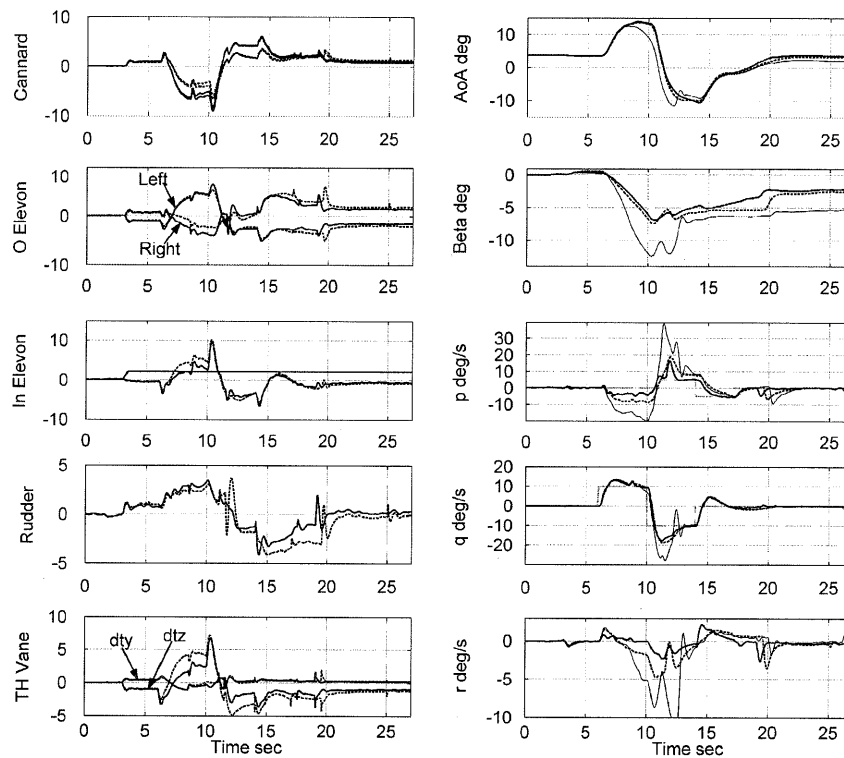 Cannard
10
0
-10
0 5 10 15 20 25
O Elevon
10
0
-10
Left
Right
0 5 10 15 20 25
In Elevon
10
0
-10
0 5 10 15 20 25
Rudder
5
0
-5
0 5 10 15 20 25
TH Vane
10
5
0
-5
dty
dtz
0 5 10 15 20 25
Time sec
AoA deg
10
0
-10
0 5 10 15 20 25
Beta deg
0
-5
-10
0 5 10 15 20 25
p deg/s
30
20
10
0
-10
0 5 10 15 20 25
q deg/s
20
10
0
-10
-20
0 5 10 15 20 25
r deg/s
0
-5
-10
0 5 10 15 20 25
Time sec